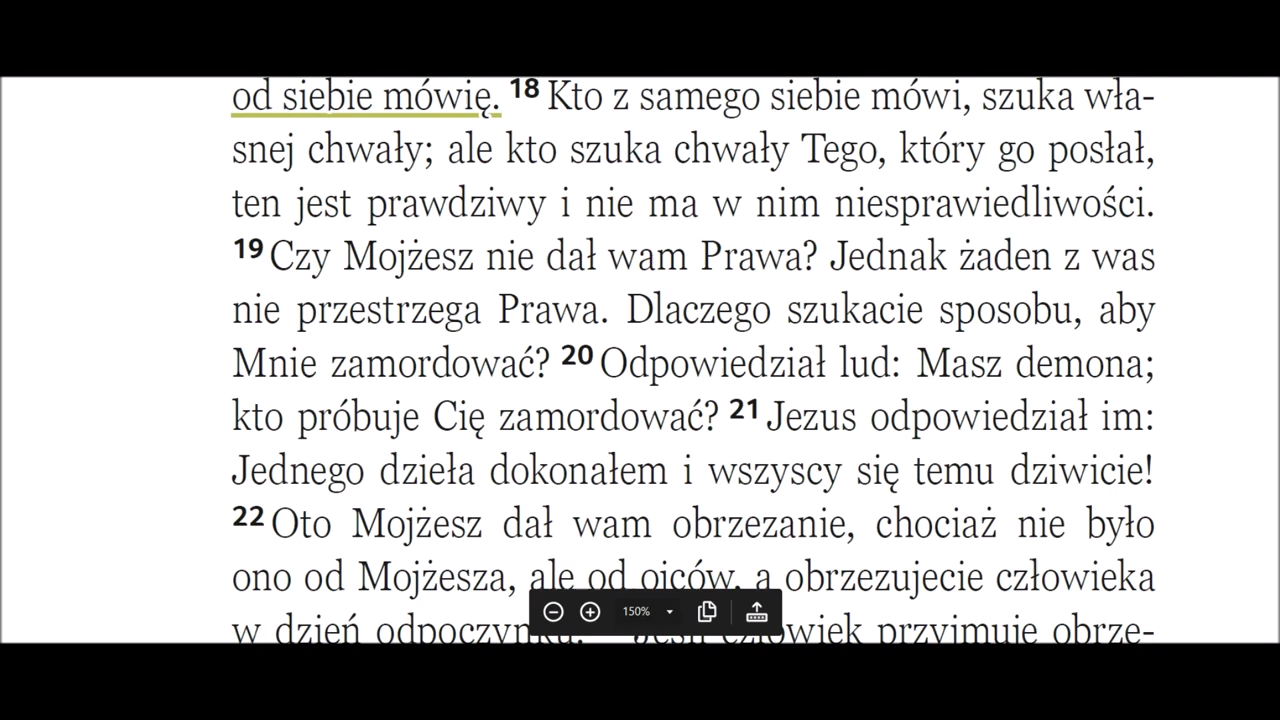 od siebie mówię. 18 Kto z samego siebie mówi, szuka wła-
snej chwały; ale kto szuka chwały Tego, który go posłał,
ten jest prawdziwy i nie ma w nim niesprawiedliwości.
19 Czy Mojżesz nie dał wam Prawa? Jednak żaden z was
nie przestrzega Prawa. Dlaczego szukacie sposobu, aby
Mnie zamordować? 20 Odpowiedział lud: Masz demona;
kto próbuje Cię zamordować? 21 Jezus odpowiedział im:
Jednego dzieła dokonałem i wszyscy się temu dziwicie!
22 Oto Mojżesz dał wam obrzezanie, chociaż nie było
ono od Mojżesza, ale od ojców, a obrzezujecie człowieka
w dzień człowiek przyjmuje obrze-
150%